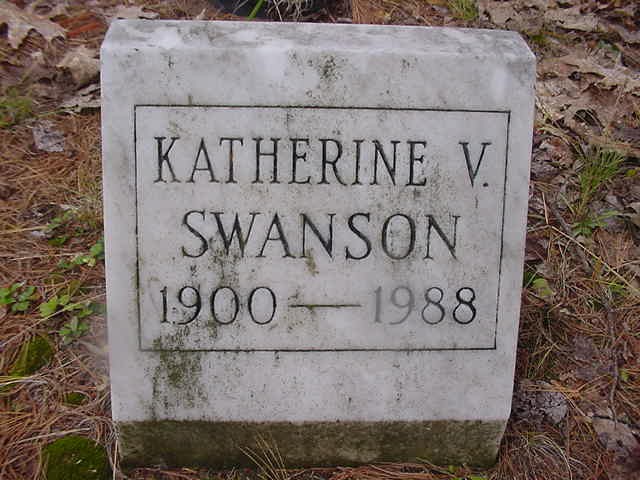 KATHERINE V.
SWANSON
1900 — 1988